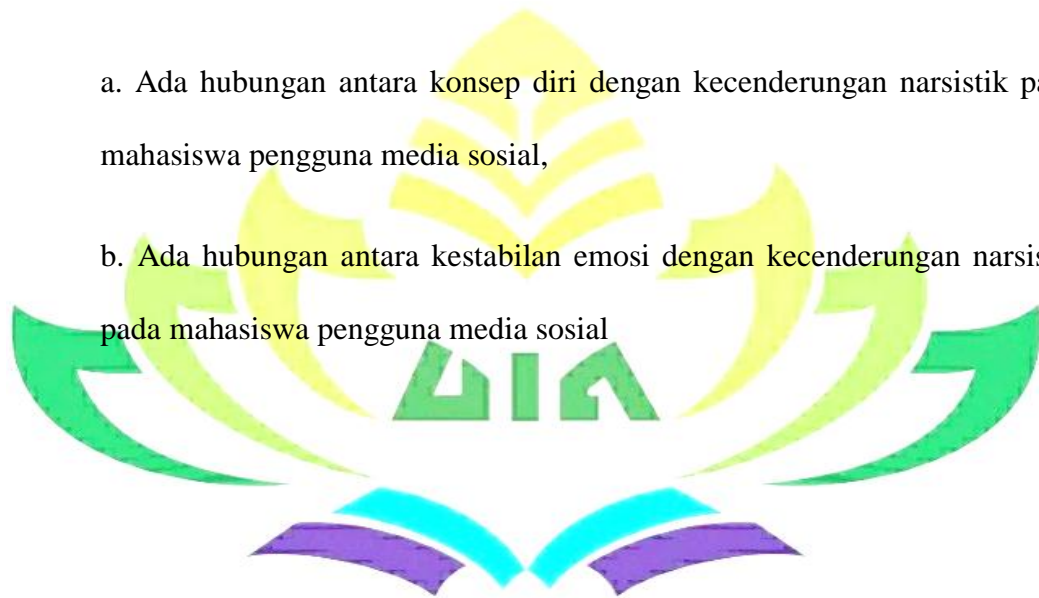 a. Ada hubungan antara konsep diri dengan kecenderungan narsistik pa
mahasiswa pengguna media sosial,
b. Ada hubungan antara kestabilan emosi dengan kecenderungan narsis
pada mahasiswa pengguna media sosial
UIN